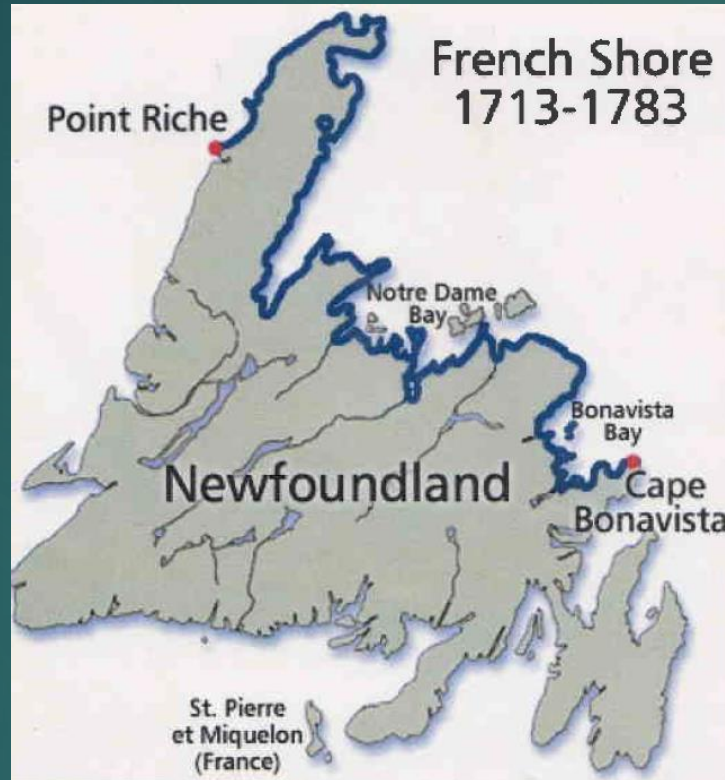 French Shore
1713-1783
Point Riche
Notre Dame
Bay
Bonavista
Bay
Newfoundland
Cape
Bonavista
St. Pierre
et Miquelon
(France)